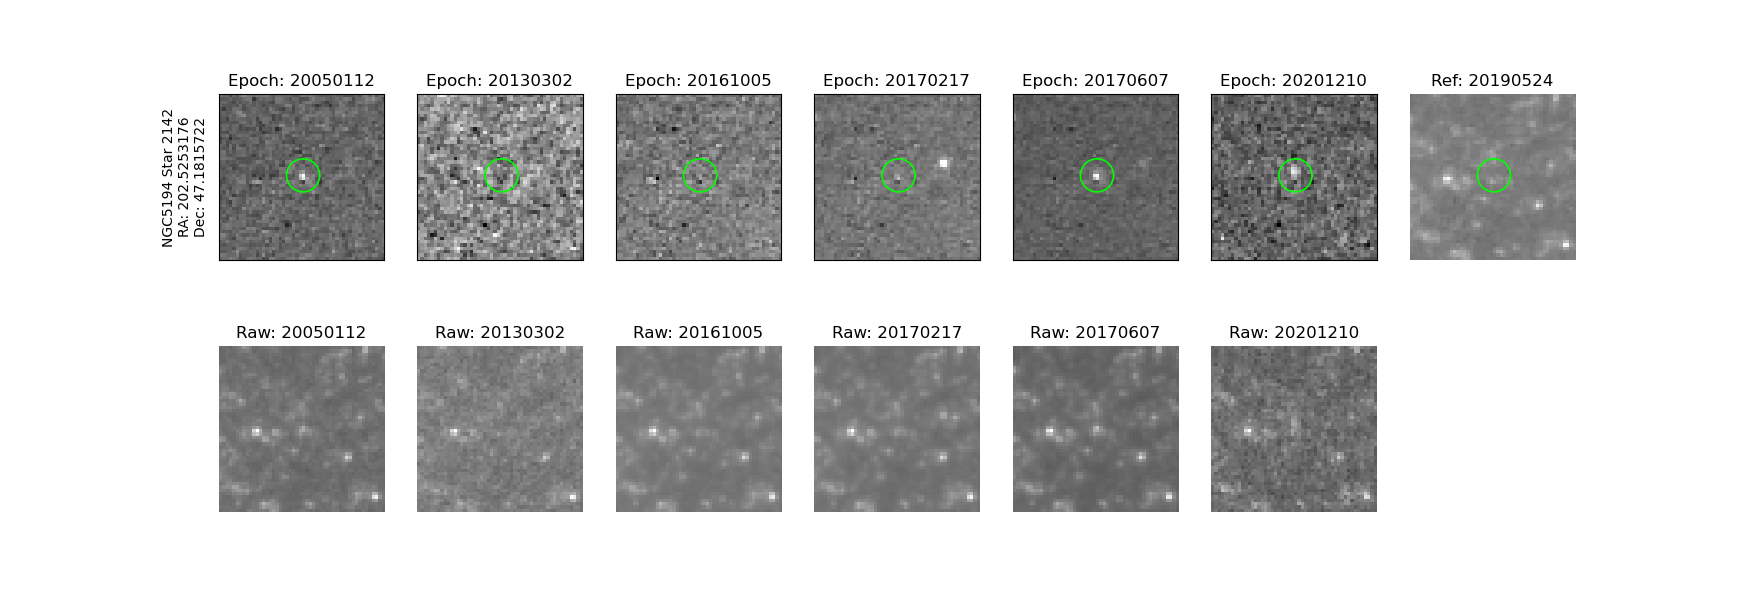 NGC5194 Star 2142
RA: 202.5253176
Dec: 47.1815722
Epoch: 20050112
Epoch: 20130302
Epoch: 20161005
Epoch: 20170217
Epoch: 20170607
Epoch: 20201210
Ref: 20190524
Raw: 20050112
Raw: 20130302
Raw: 20161005
Raw: 20170217
Raw: 20170607
Raw: 20201210